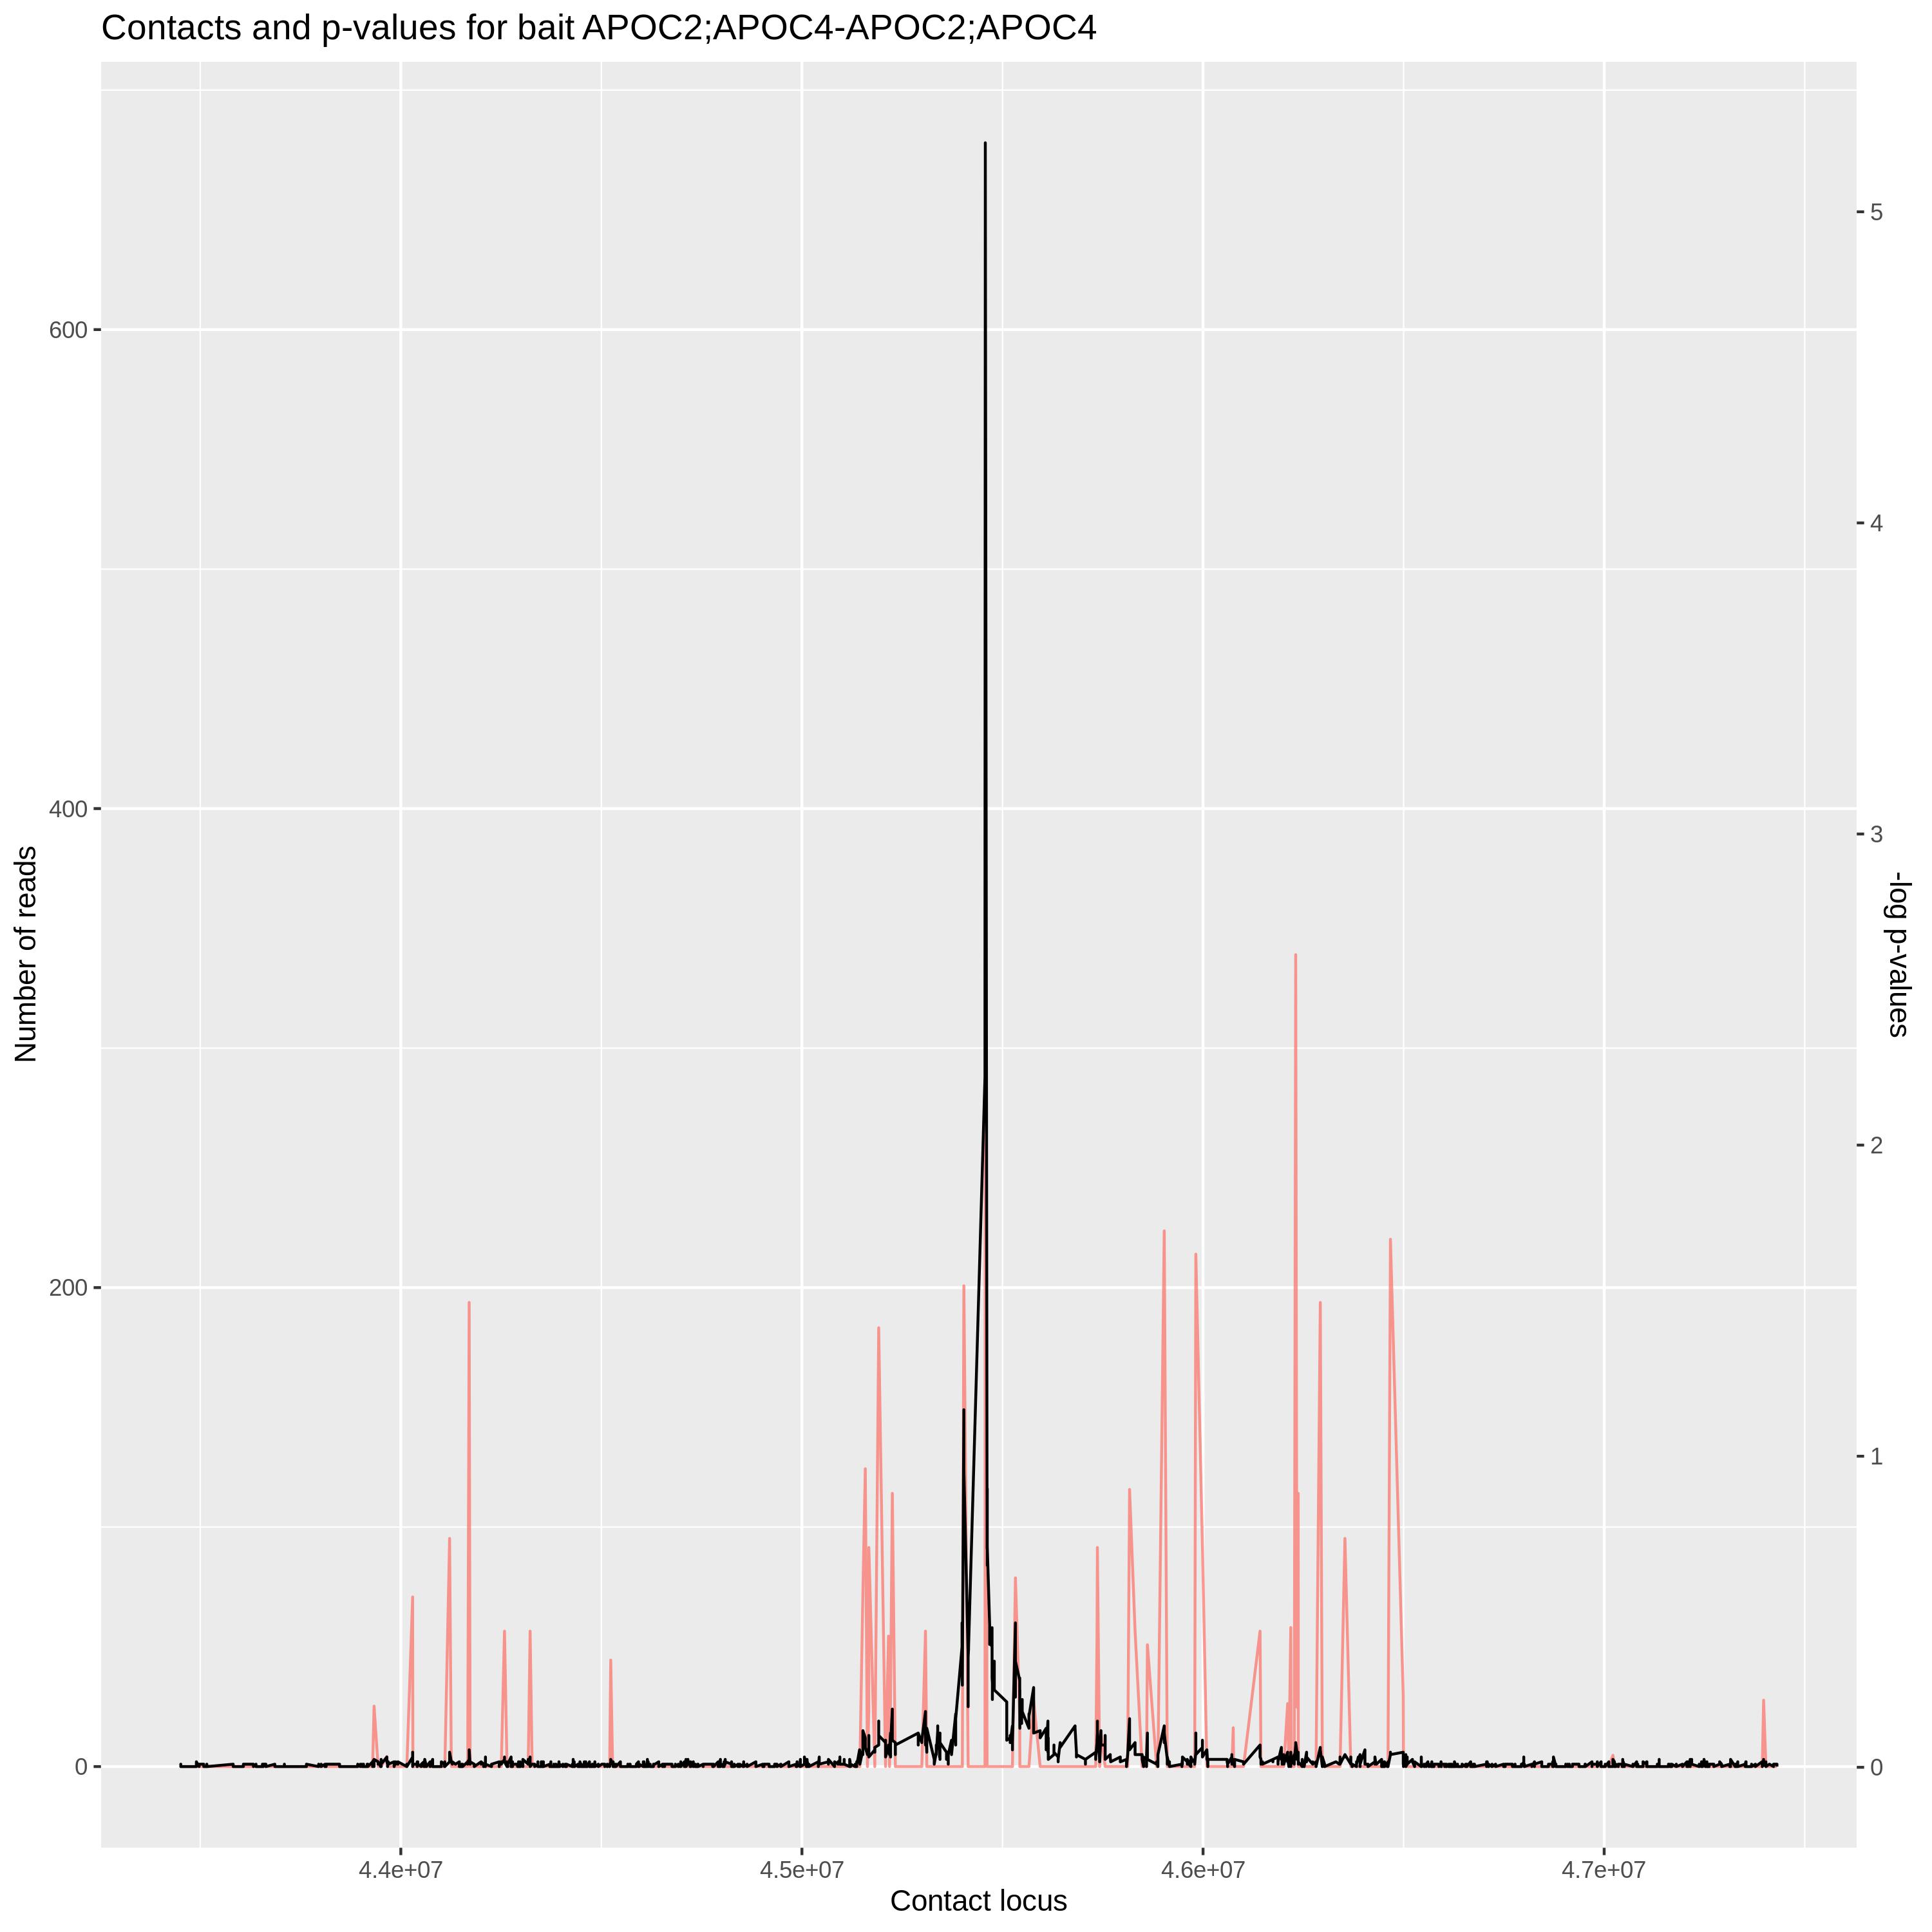 Contacts and p-values for bait APOC2;APOC4-APOC2;APOC4
Number of reads
600
400
200
0
5
4
3
2
1
0
-log p-values
4.4e+07
4.5e+07
4.6e+07
4.7e+07
Contact locus